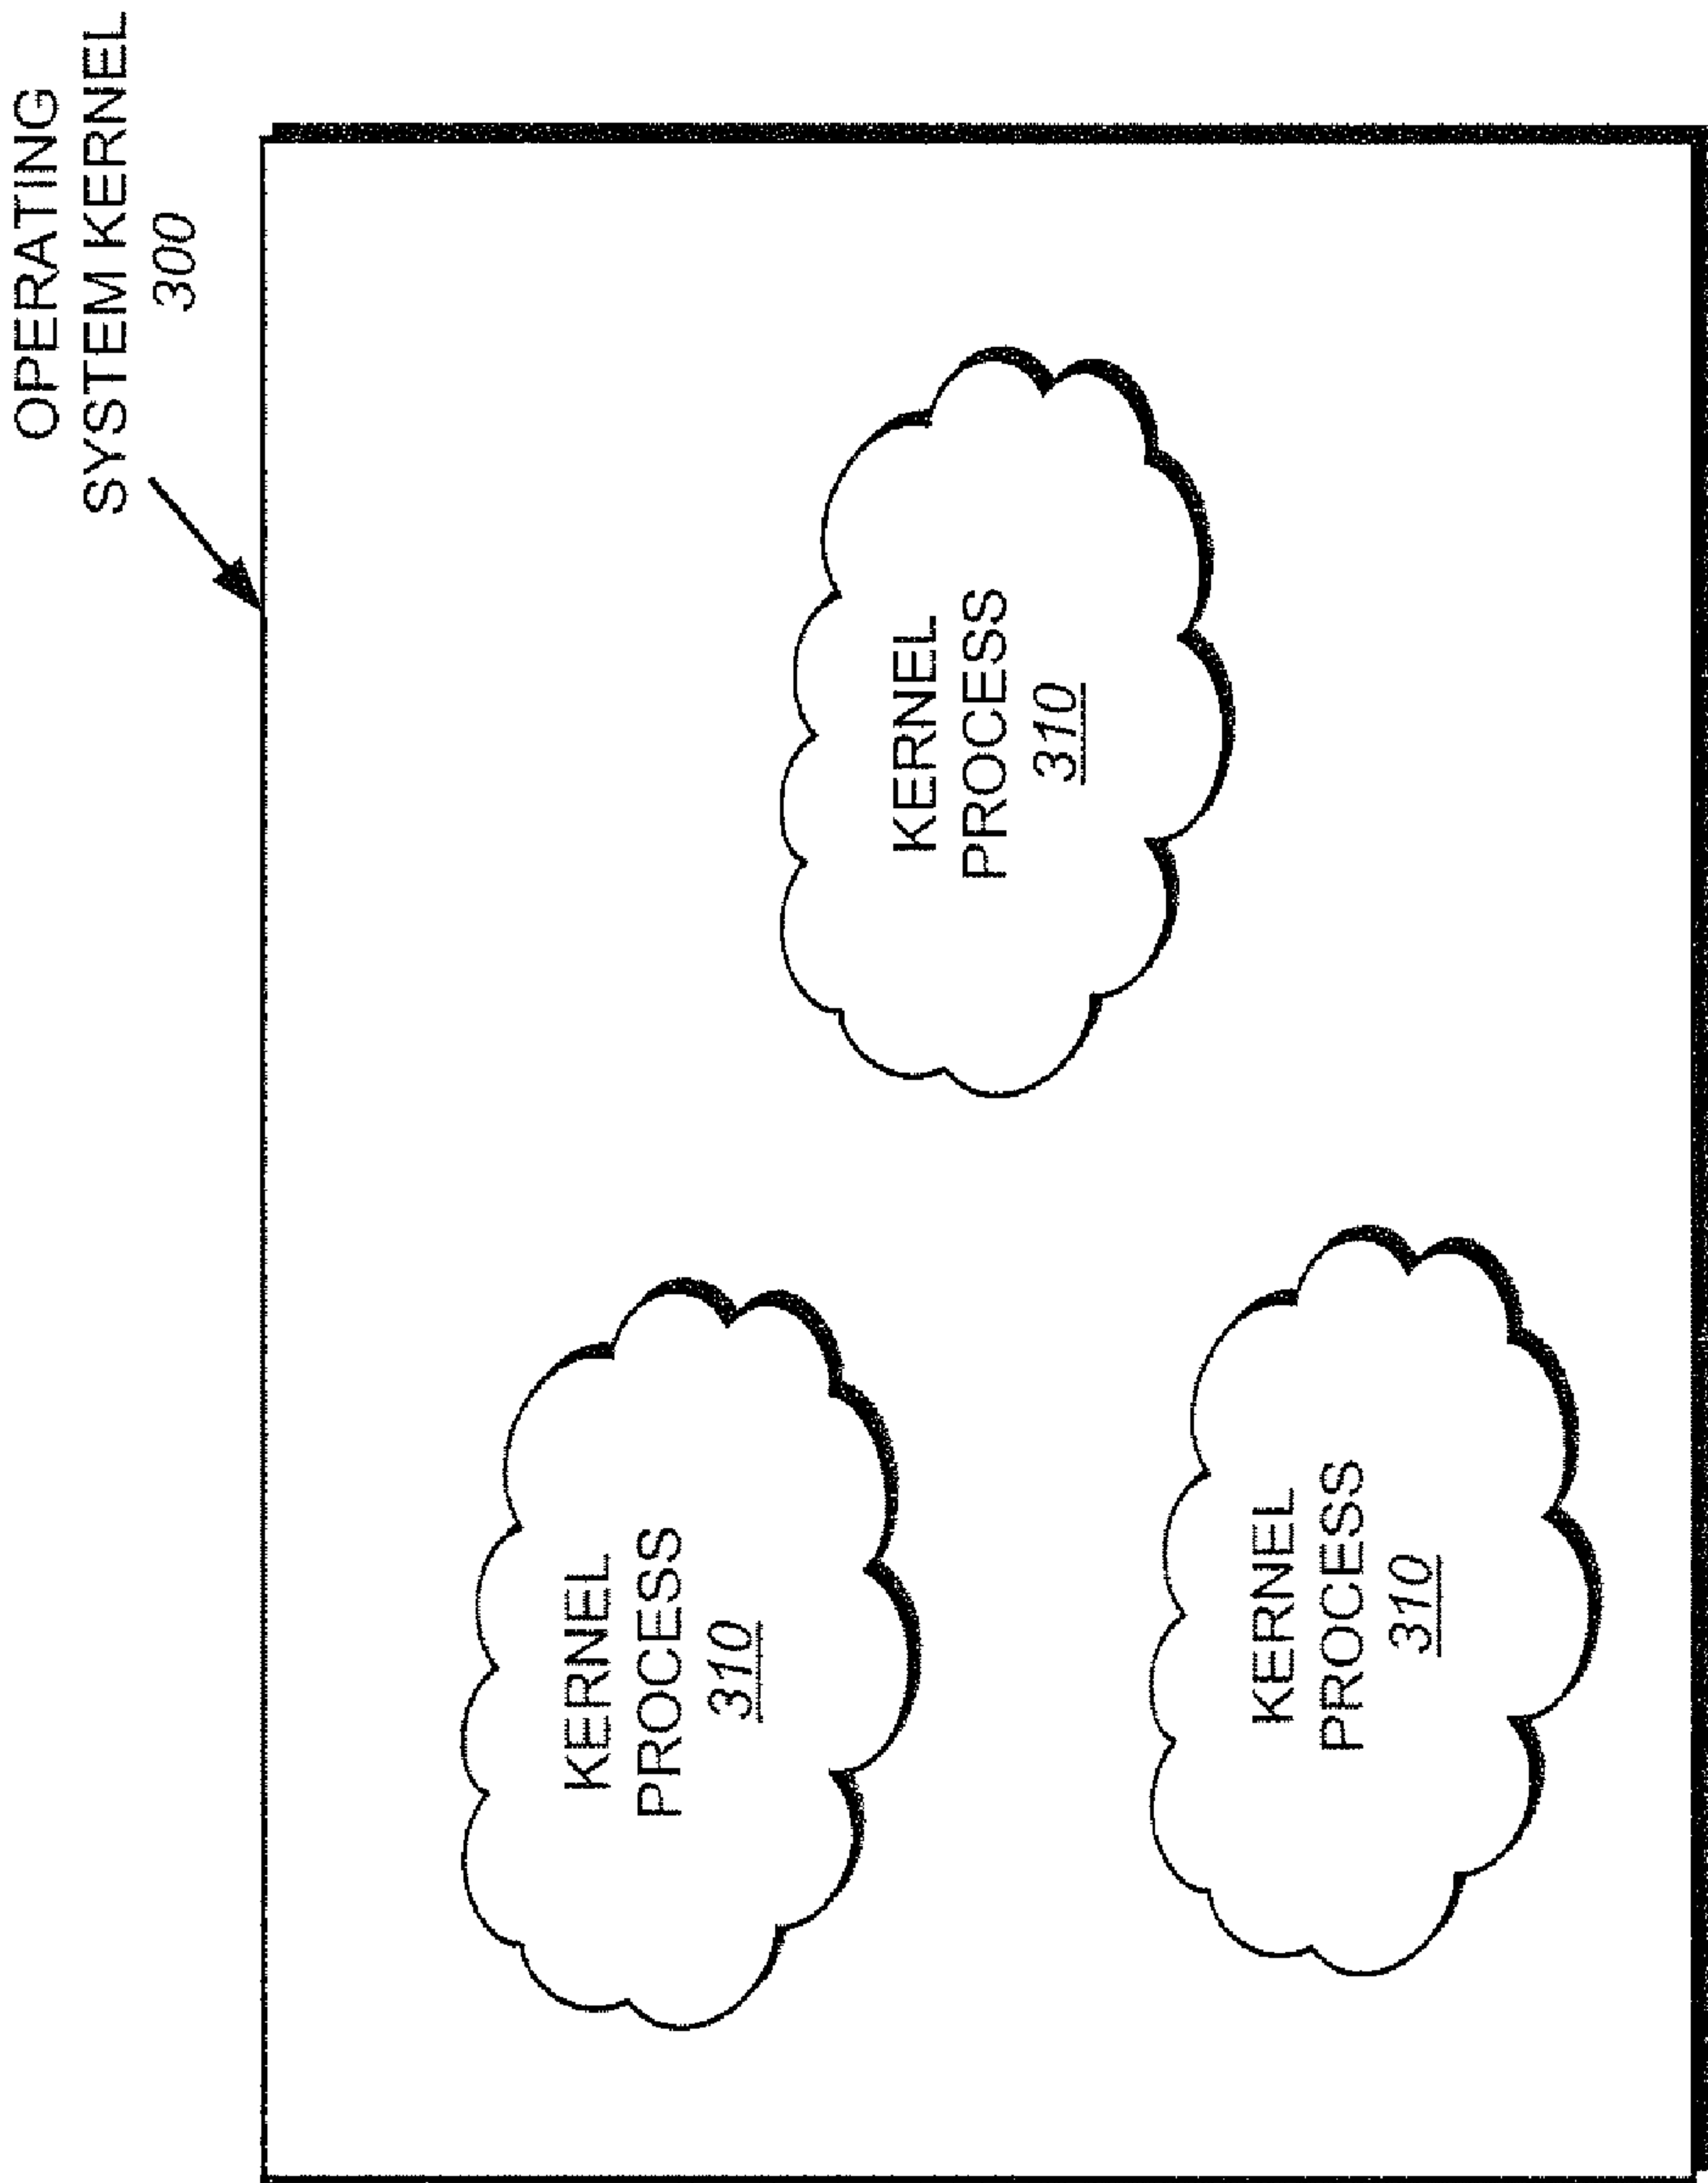 OPERATING
SYSTEM KERNEL
300
KERNEL
PROCESS
310
KERNEL
PROCESS
310
KERNEL
PROCESS
310